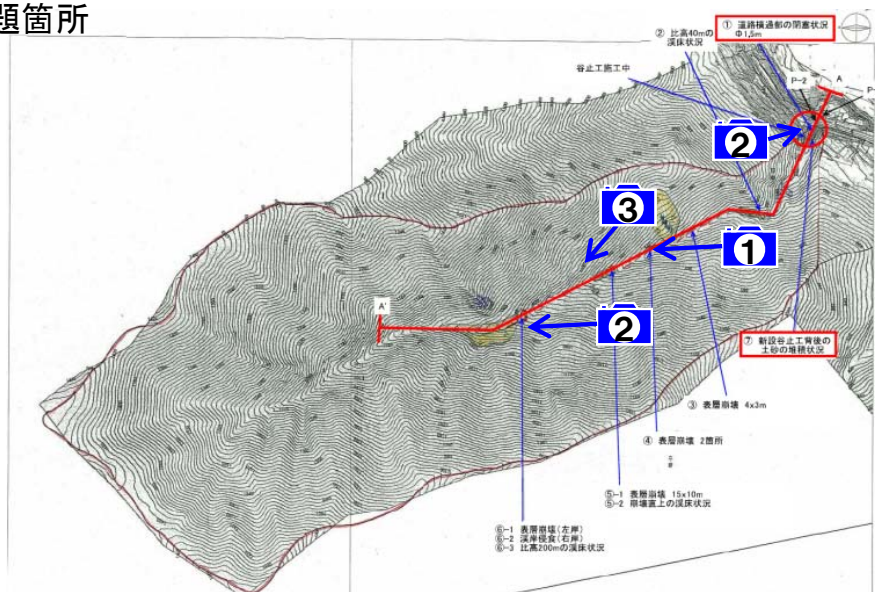 題箇所
① 道路横過部の閉塞状況
Φ1.5m
② 比高40mの
渓床状況
谷止工施工中
P-2
A
P-
②
③
①
A'
②
⑦ 新設谷止工背後の
土砂の堆積状況
③ 表層崩壊 4x3m
④ 表層崩壊 2箇所
⑤-1 表層崩壊 15x10m
⑤-2 崩壊直上の渓床状況
⑥-1 表層崩壊(左岸)
⑥-2 渓岸侵食(右岸)
⑥-3 比高200mの渓床状況